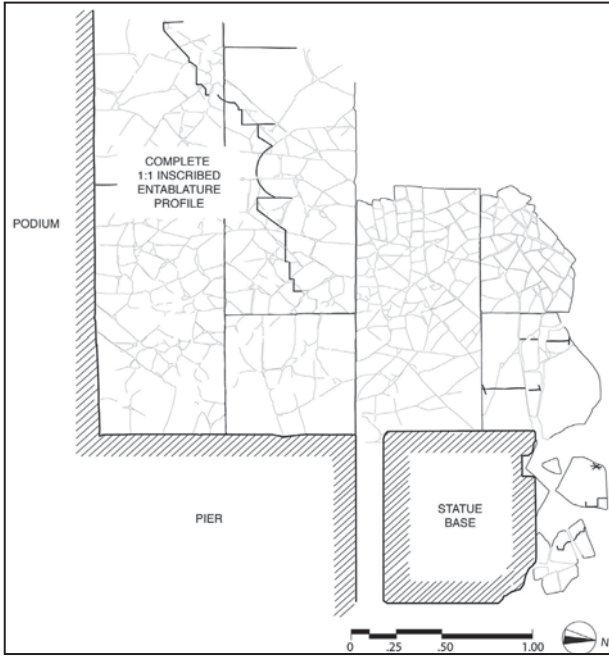 COMPLETE
1:1 INSCRIBED
ENTABLATURE
PROFILE
PODIUM
PIER
STATUE
BASE
0 .25 .50 1.00
N